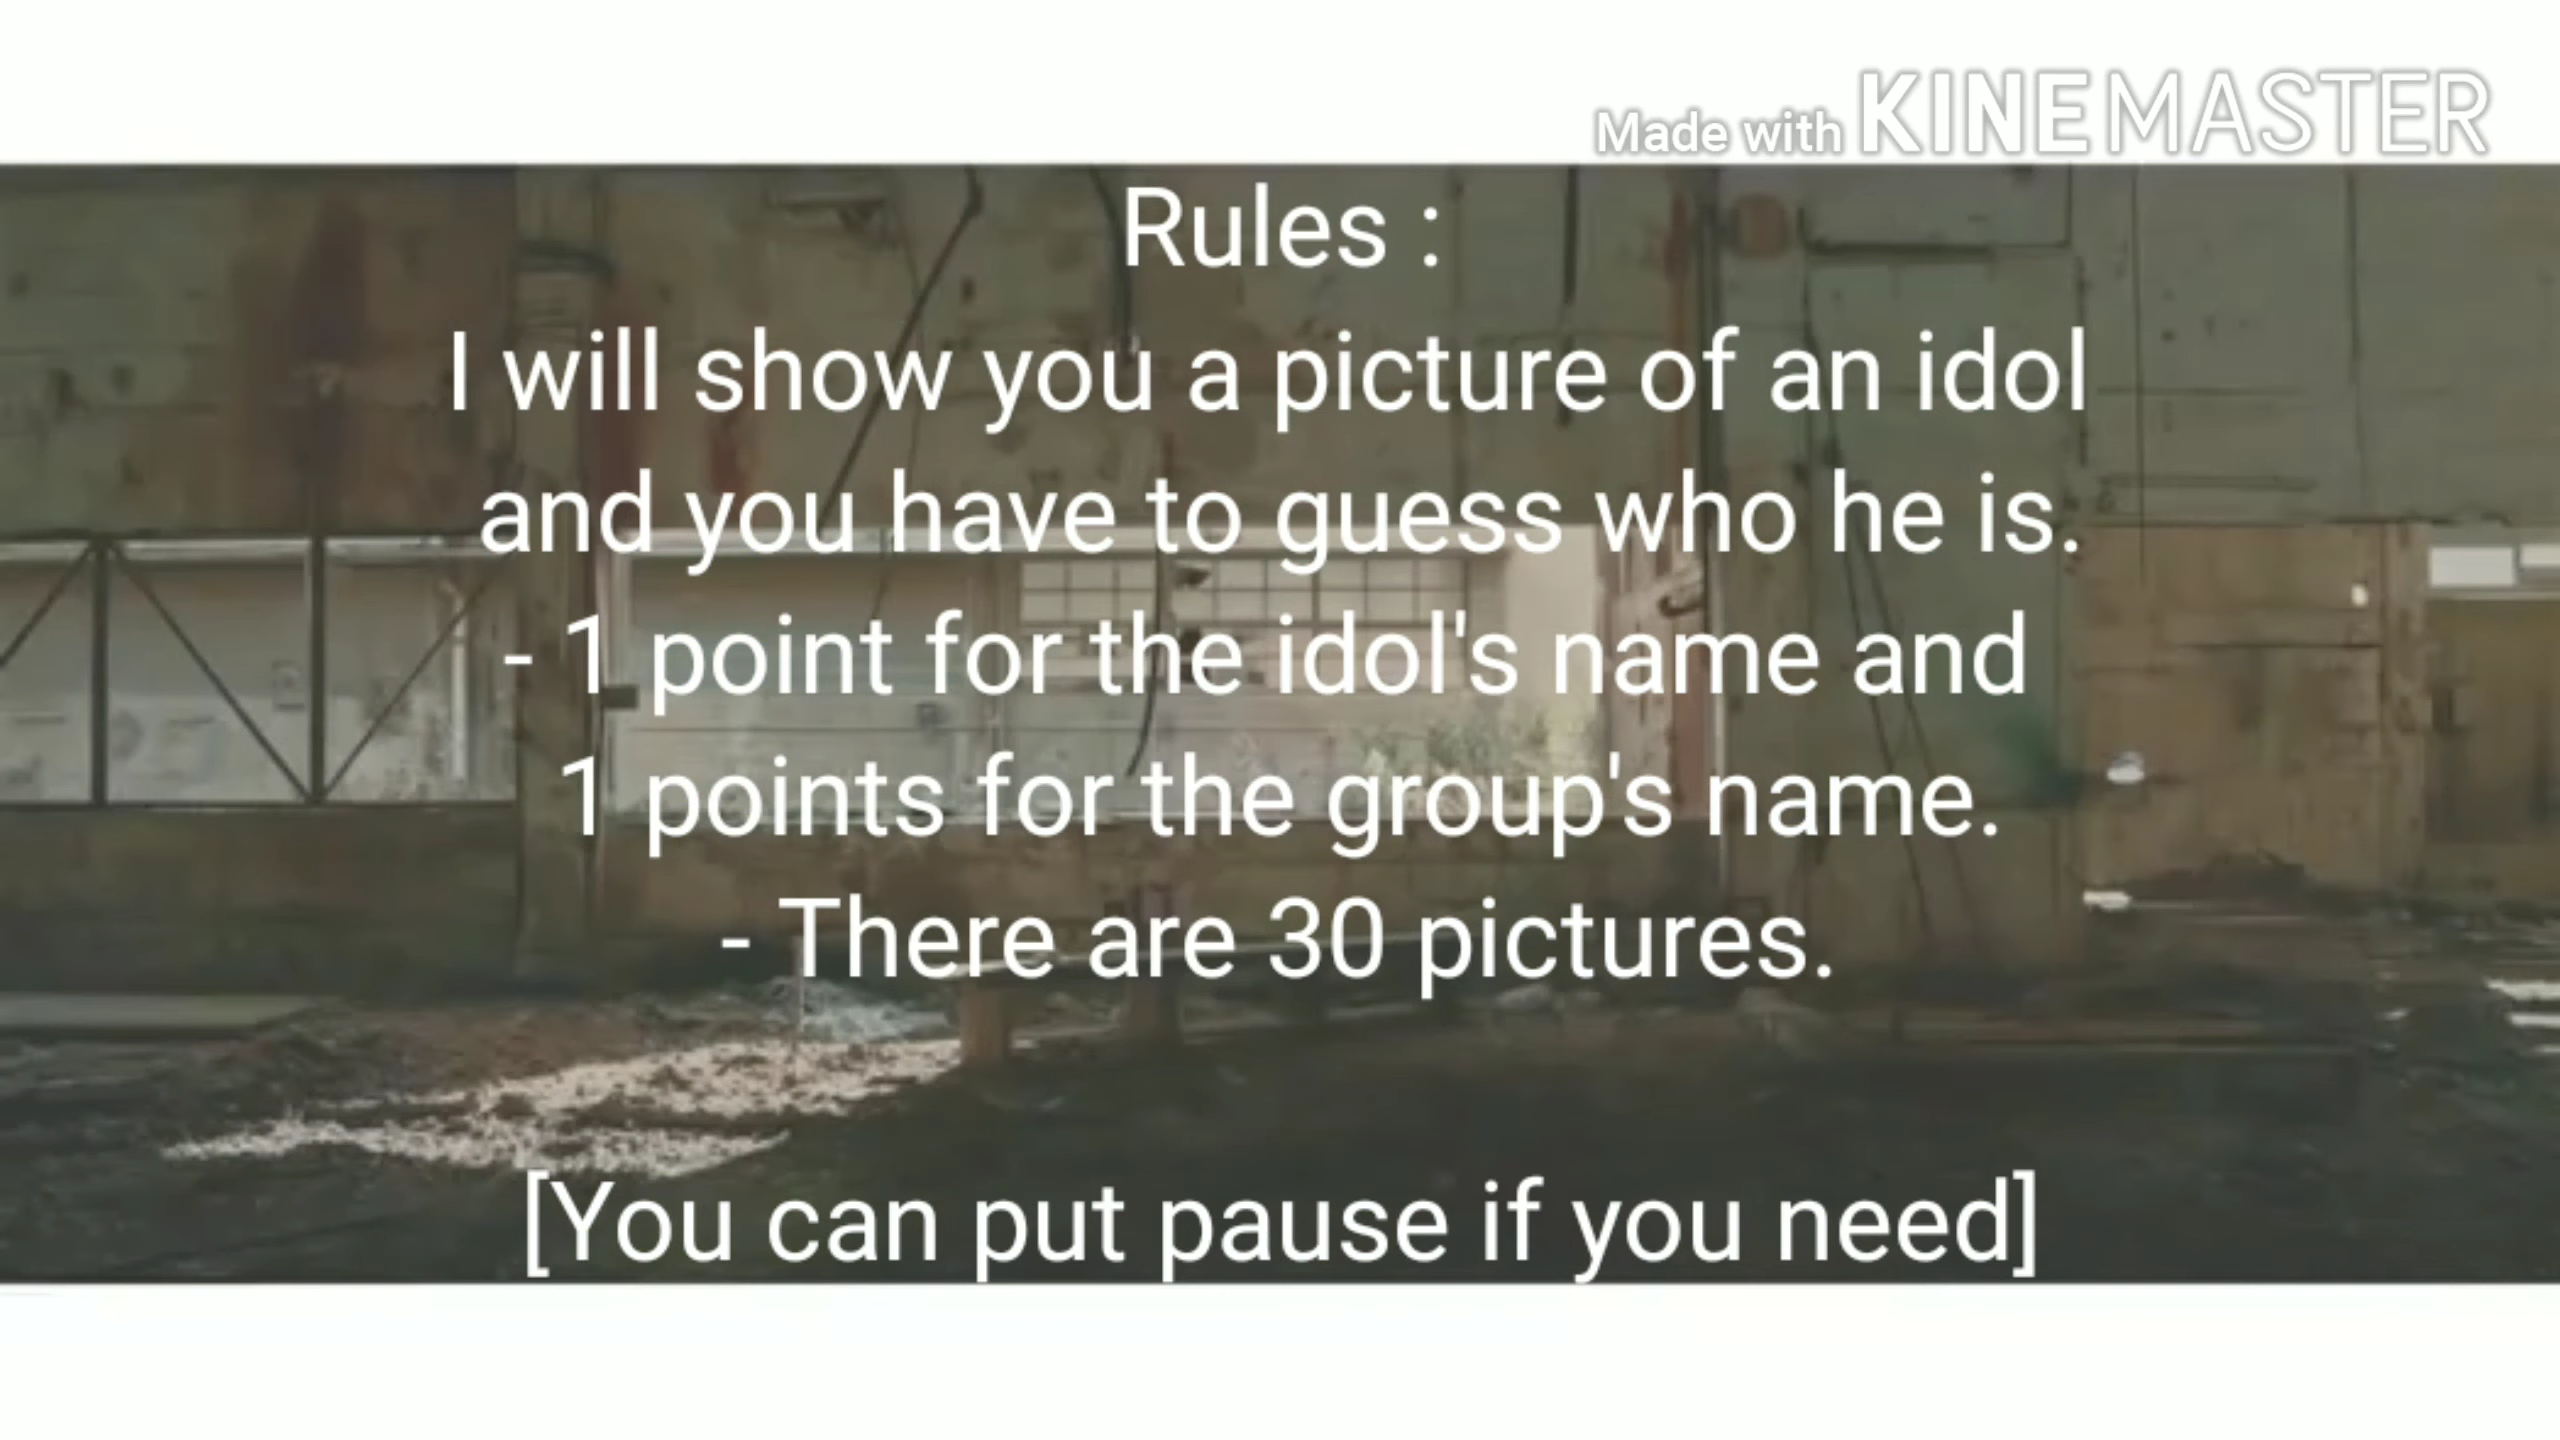 Made with KINEMASTER
Rules :
I will show you a picture of an idol
and you have to guess who he is.
- 1 point for the idol's name and
1 points for the group's name.
- There are 30 pictures.
[You can put pause if you need]